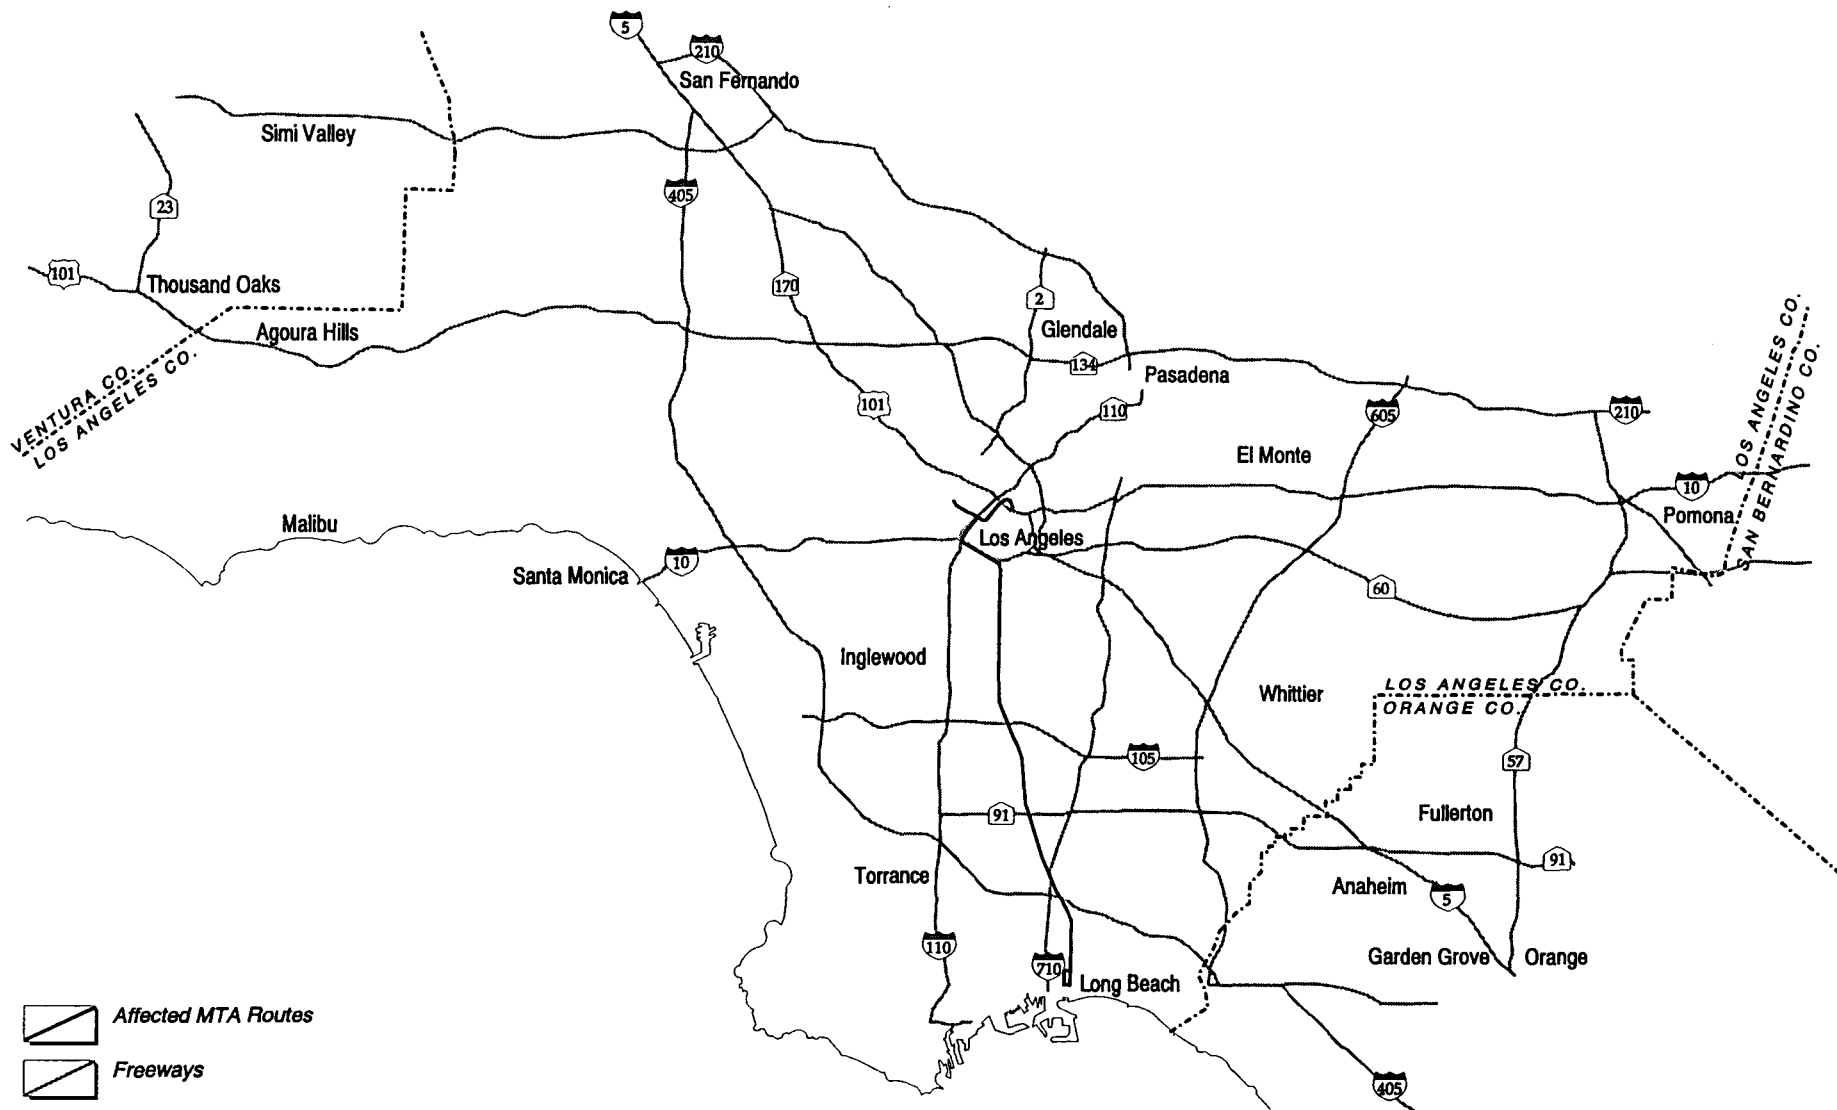 5
210
San Fernando
Simi Valley
405
23
101
Thousand Oaks
170
2
Agoura Hills
Glendale
134
Pasadena
VENTURA CO.
LOS ANGELES CO.
101
110
605
210
LOS ANGELES CO.
SAN BERNARDINO CO.
El Monte
10
Pomona
Malibu
Los Angeles
10
Santa Monica
60
Inglewood
Whittier
LOS ANGELES CO.
ORANGE CO.
105
57
91
Fullerton
91
Torrance
Anaheim
5
110
710
Garden Grove
Orange
Long Beach
Affected MTA Routes
Freeways
405